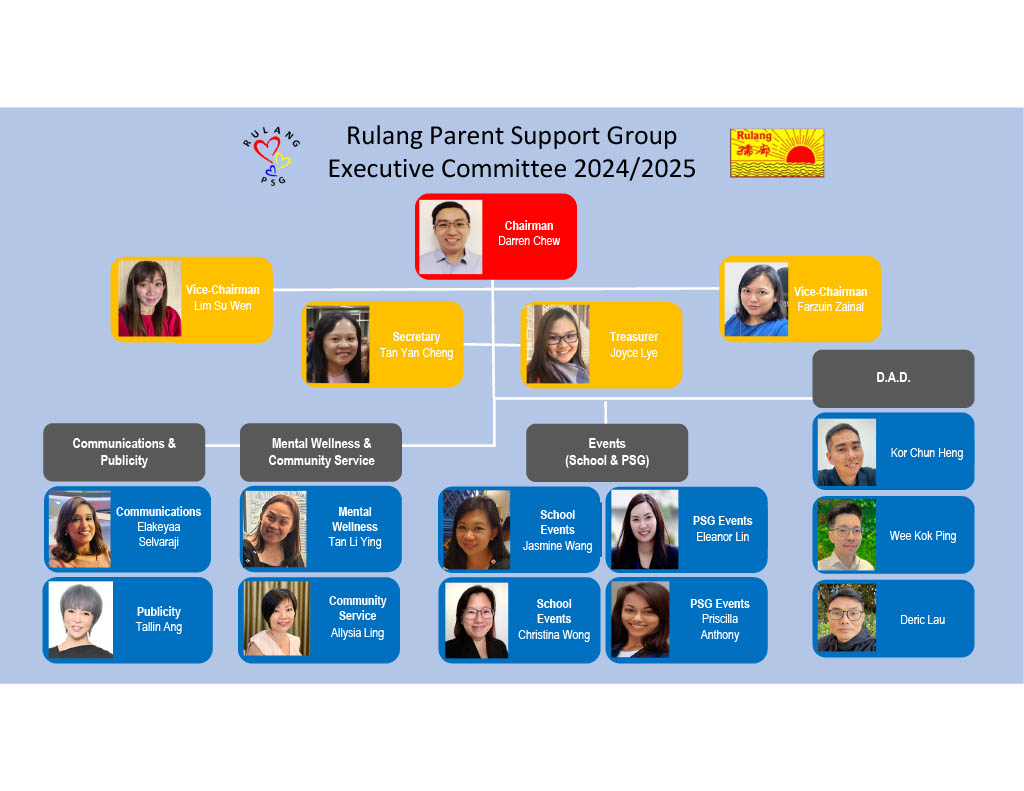 RULANG
PSG
Rulang Parent Support Group
Executive Committee 2024/2025
Rulang
Chairman
Darren Chew
Vice-Chairman
Lim Su Wen
Vice-Chairman
Farzuin Zainal
Secretary
Tan Yan Cheng
Treasurer
Joyce Lye
D.A.D.
Kor Chun Heng
Wee Kok Ping
Deric Lau
Communications &
Publicity
Communications
Elakeyaa
Selvaraji
Publicity
Tallin Ang
Mental Wellness &
Community Service
Mental
Wellness
Tan Li Ying
Community
Service
Allysia Ling
Events
(School & PSG)
School
Events
Jasmine Wang
PSG Events
Eleanor Lin
School
Events
Christina Wong
PSG Events
Priscilla
Anthony